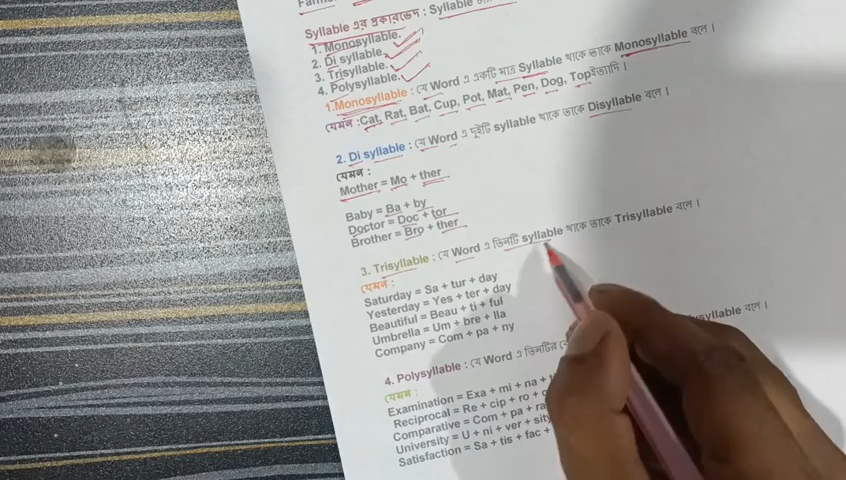 Syllable এর প্রকারভেদ : Syllable
1. Monosyllable.
2. Di syllable.
3. Trisyllable.
4. Polysyllable.
1.Monosyllable : যে Word এ একটি মাত্র Syllable থাকে তাকে Monosyllable বলে ।
যেমন :Cat, Rat, Bat, Cup, Pot, Mat, Pen, Dog, Topইত্যাদি ।
2. Di syllable : যে Word এ দুইটি syllable থাকে তাকে Disyllable বলে ।
যেমন :
Mother = Mo + ther
Baby = Ba + by
Doctor = Doc + tor
Brother = Bro + ther
3. Trisyllable : যে Word এ তিনটি syllable থাকে তাকে Trisyllable বলে ।
যেমন :
Saturday = Sa + tur + day
Yesterday = Yes + ter + day
Beautiful = Beau + ti + ful
Umbrella = Um + bre + lla
Company = Com + pa + ny
4. Polysyllable : যে Word এ তিনটির syllable বলে ।
যেমন :
Examination = Exa + mi + na +
Reciprocal = Re + cip + ro +
Comparative = Com + pa + ra
University = U + ni + ver + sity
Satisfaction = Sa + tis + fac +